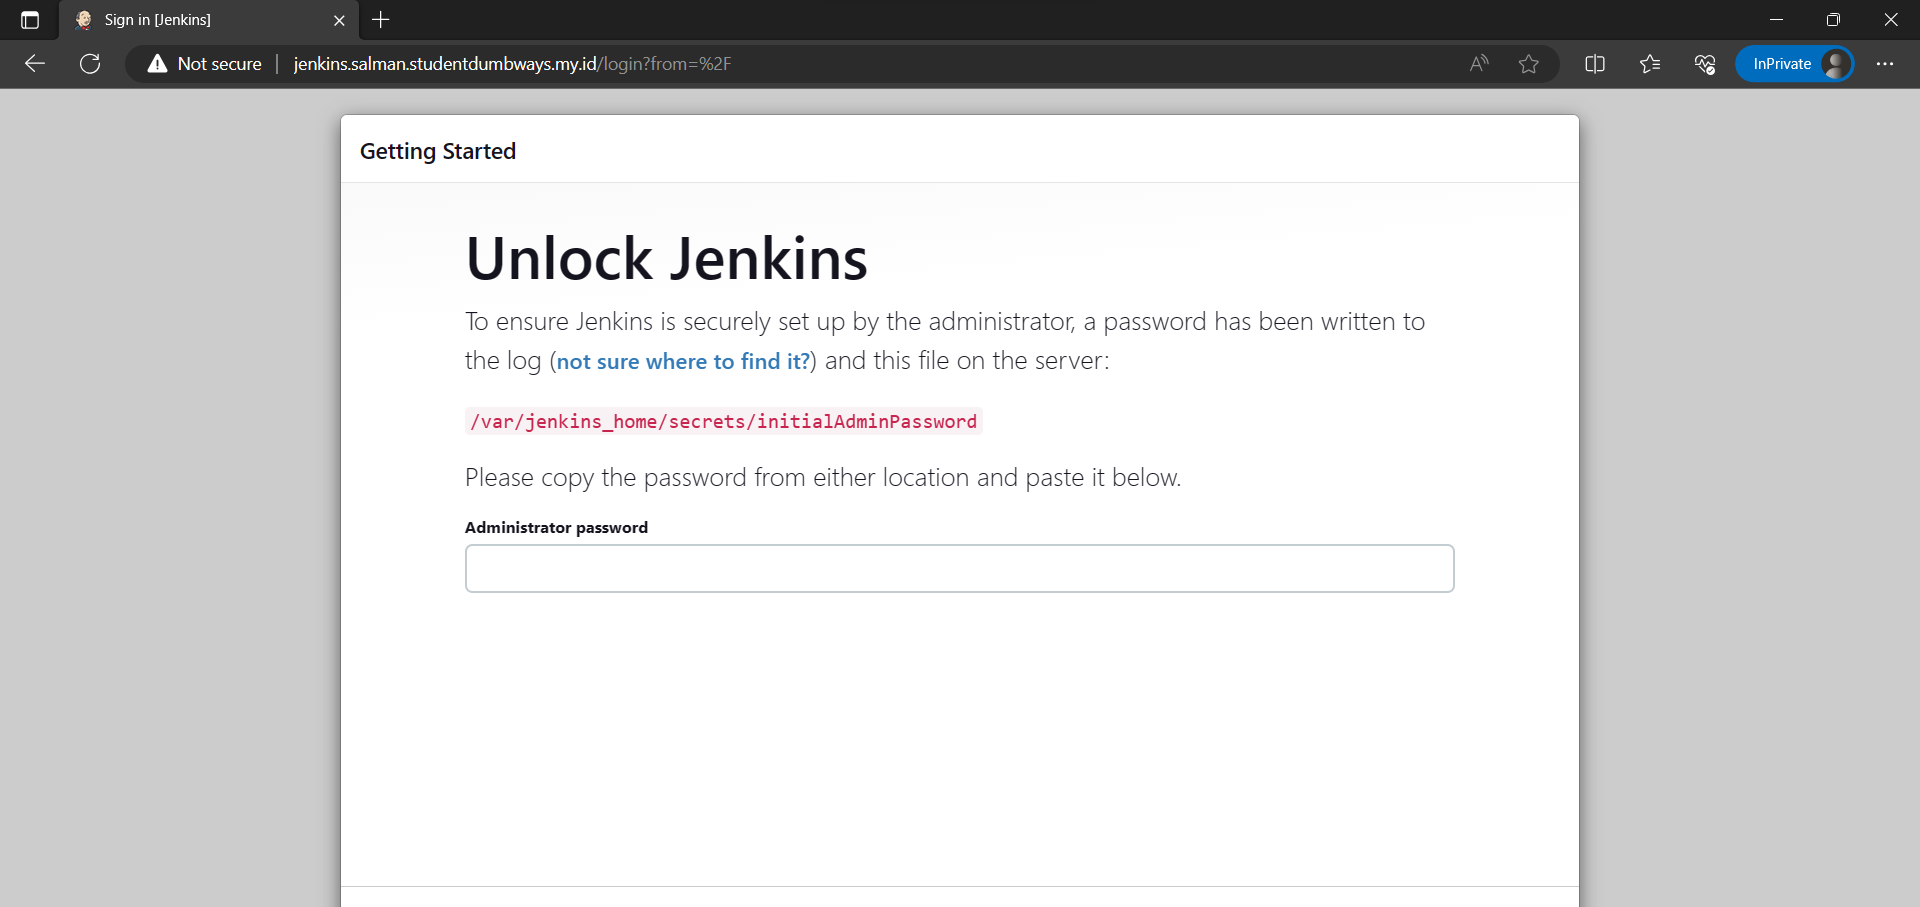 Sign in [Jenkins]
Not secure
jenkins.salman.studentdumbways.my.id/login?from=%2F
InPrivate
Getting Started
Unlock Jenkins
To ensure Jenkins is securely set up by the administrator, a password has been written to
the log (not sure where to find it?) and this file on the server:
/var/jenkins_home/secrets/initialAdminPassword
Please copy the password from either location and paste it below.
Administrator password